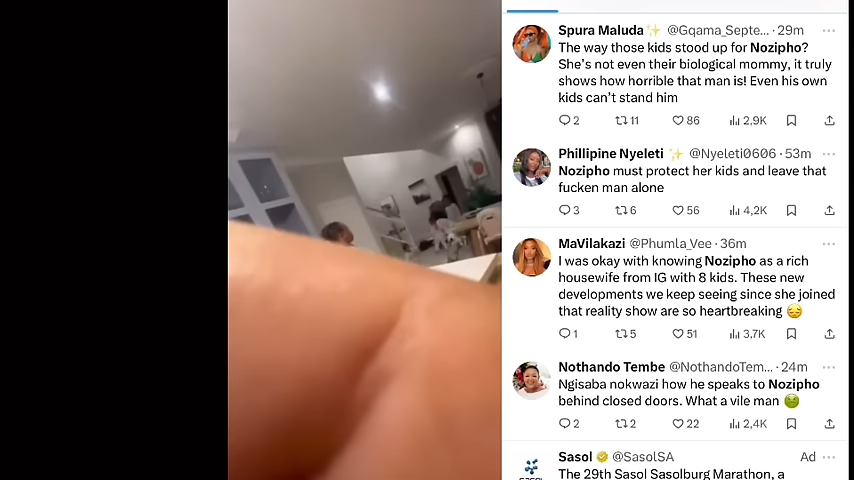 Spura Maluda✨ @Gqama_Septe... · 29m
The way those kids stood up for Nozipho?
She's not even their biological mommy, it truly
shows how horrible that man is! Even his own
kids can't stand him
2 11 86 2,9K
Phillipine Nyeleti ✨ @Nyeleti0606 · 53m
Nozipho must protect her kids and leave that
fucken man alone
3 6 56 4,2K
MaVilakazi @Phumla_Vee · 36m
I was okay with knowing Nozipho as a rich
housewife from IG with 8 kids. These new
developments we keep seeing since she joined
that reality show are so heartbreaking 😔
1 5 51 3,7K
Nothando Tembe @NothandoTem... · 24m
Ngisaba nokwazi how he speaks to Nozipho
behind closed doors. What a vile man 🤢
2 2 22 2,4K
Sasol @SasolSA Ad
The 29th Sasol Sasolburg Marathon, a